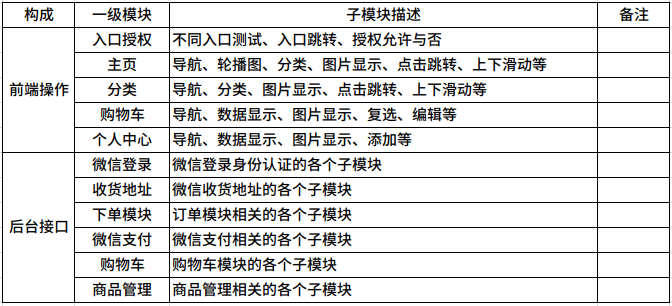 构成 一级模块 子模块描述 备注
前端操作
入口授权 不同入口测试、入口跳转、授权允许与否
主页 导航、轮播图、分类、图片显示、点击跳转、上下滑动等
分类 导航、分类、图片显示、点击跳转、上下滑动等
购物车 导航、数据显示、图片显示、复选、编辑等
个人中心 导航、数据显示、图片显示、添加等
后台接口
微信登录 微信登录身份认证的各个子模块
收货地址 微信收货地址的各个子模块
下单模块 订单模块相关的各个子模块
微信支付 微信支付相关的各个子模块
购物车 购物车模块的各个子模块
商品管理 商品管理相关的各个子模块